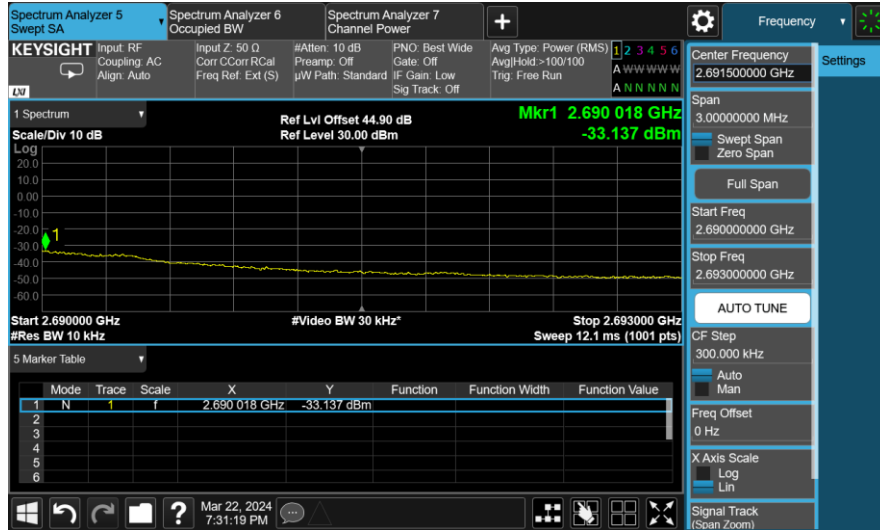 Spectrum Analyzer 5
Swept SA
Spectrum Analyzer 6
Occupied BW
Spectrum Analyzer 7
Channel Power
Frequency
KEYSIGHT
LXI
Input: RF
Coupling: AC
Align: Auto
Input Z: 50 Ω
Corr CCorr RCal
Freq Ref: Ext (S)
#Atten: 10 dB
Preamp: Off
µW Path: Standard
PNO: Best Wide
Gate: Off
IF Gain: Low
Sig Track: Off
Avg Type: Power (RMS)
Avg|Hold:>100/100
Trig: Free Run
1 2 3 4 5 6
A W W W W W
A N N N N N
1 Spectrum
Scale/Div 10 dB
Ref Lvl Offset 44.90 dB
Ref Level 30.00 dBm
Mkr1 2.690 018 GHz
-33.137 dBm
Log
20.0
10.0
0.00
-10.0
-20.0
-30.0
-40.0
-50.0
-60.0
1
Start 2.690000 GHz
#Res BW 10 kHz
#Video BW 30 kHz*
Stop 2.693000 GHz
Sweep 12.1 ms (1001 pts)
5 Marker Table
Mode Trace Scale X Y Function Function Width Function Value
1 N 1 f 2.690 018 GHz -33.137 dBm
2
3
4
5
6
Center Frequency
2.691500000 GHz
Settings
Span
3.00000000 MHz
Swept Span
Zero Span
Full Span
Start Freq
2.690000000 GHz
Stop Freq
2.693000000 GHz
AUTO TUNE
CF Step
300.000 kHz
Auto
Man
Freq Offset
0 Hz
X Axis Scale
Log
Lin
Signal Track
(Span Zoom)
?
Mar 22, 2024
7:31:19 PM